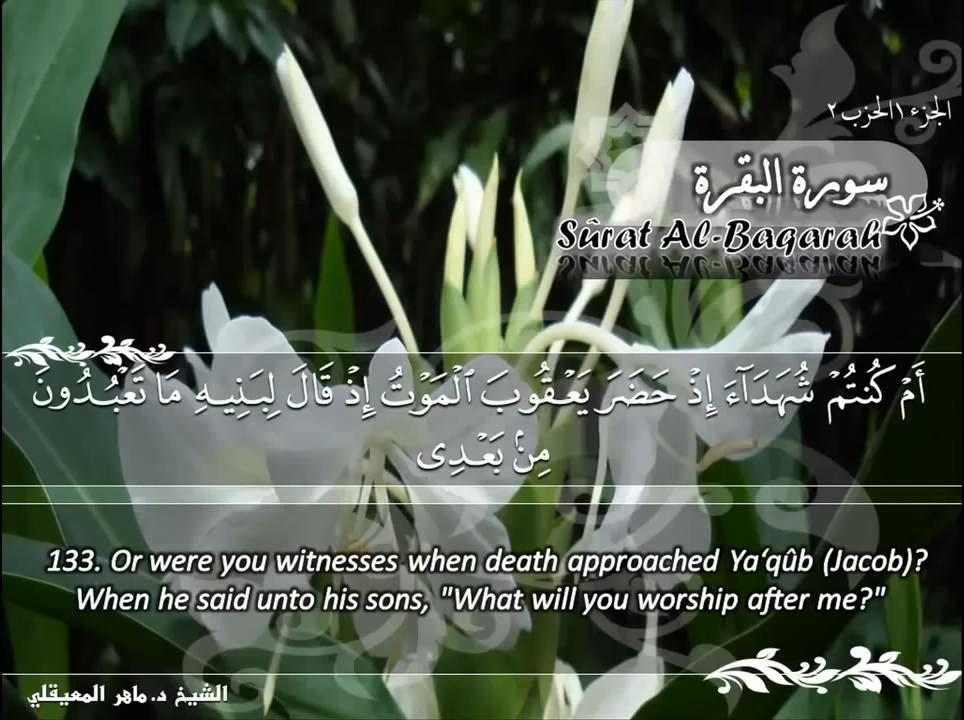 الجزء ١ الحزب ٢
سورة البقرة
Sûrat Al-Baqarah
أَمْ كُنتُمْ شُهَدَآءَ إِذْ حَضَرَ يَعْقُوبَ ٱلْمَوْتُ إِذْ قَالَ لِبَنِيهِ مَا تَعْبُدُونَ
مِنۢ بَعْدِى
133. Or were you witnesses when death approached Ya‘qûb (Jacob)?
When he said unto his sons, "What will you worship after me?"
الشيخ د. ماهر المعيقلي